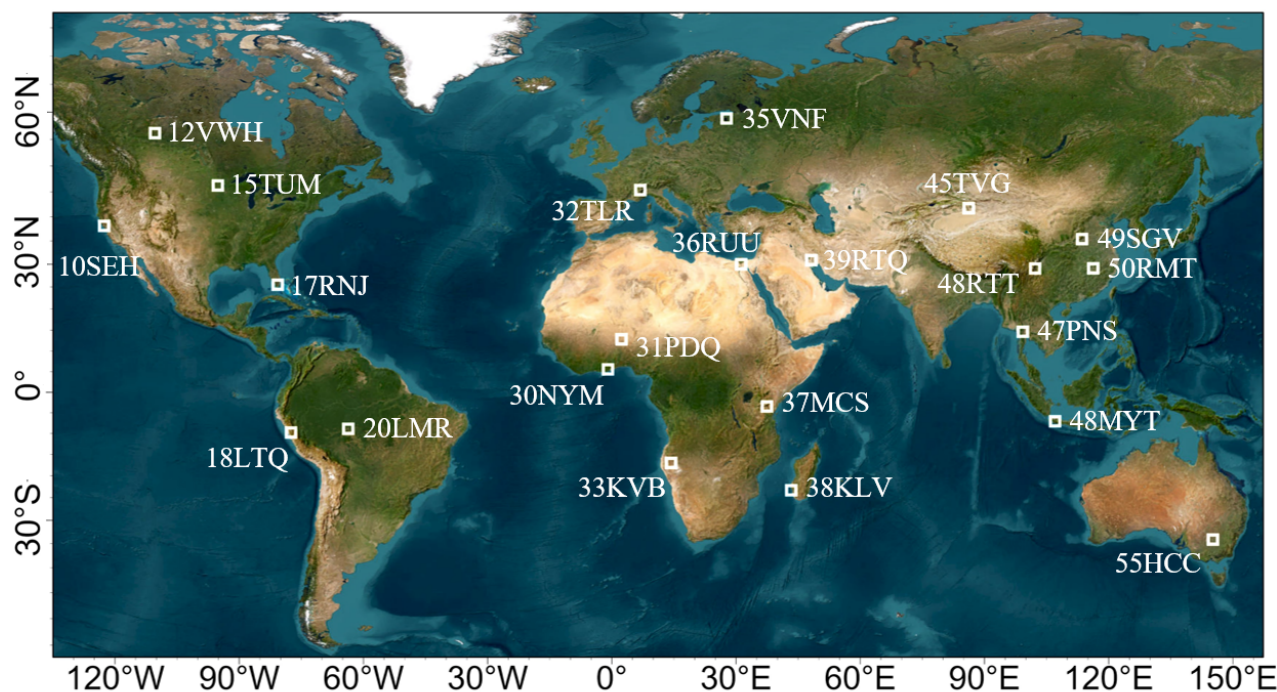 60°N
30°N
0°
30°S
12VWH
35VNF
15TUM
45TVG
32TLR
36RUU
49SGV
10SEH
39RTQ
50RMT
17RNJ
48RTT
31PDQ
47PNS
30NYM
37MCS
20LMR
48MYT
18LTQ
33KVB
38KLV
55HCC
120°W 90°W 60°W 30°W 0° 30°E 60°E 90°E 120°E 150°E